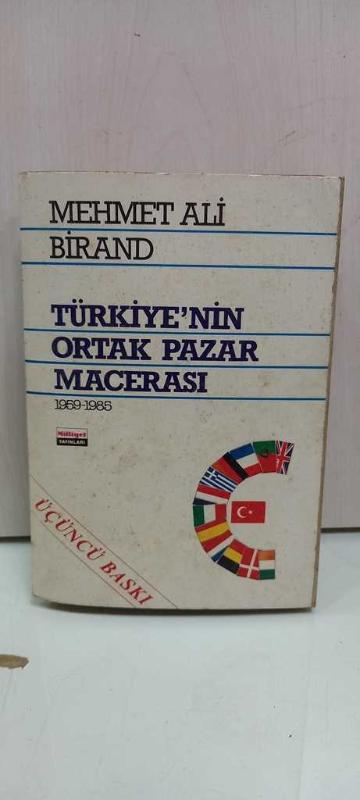 MEHMET ALİ
BİRAND
TÜRKİYE'NİN
ORTAK PAZAR
MACERASI
1959-1985
Milliyet
YAYINLARI
ÜÇÜNCÜ BASKI